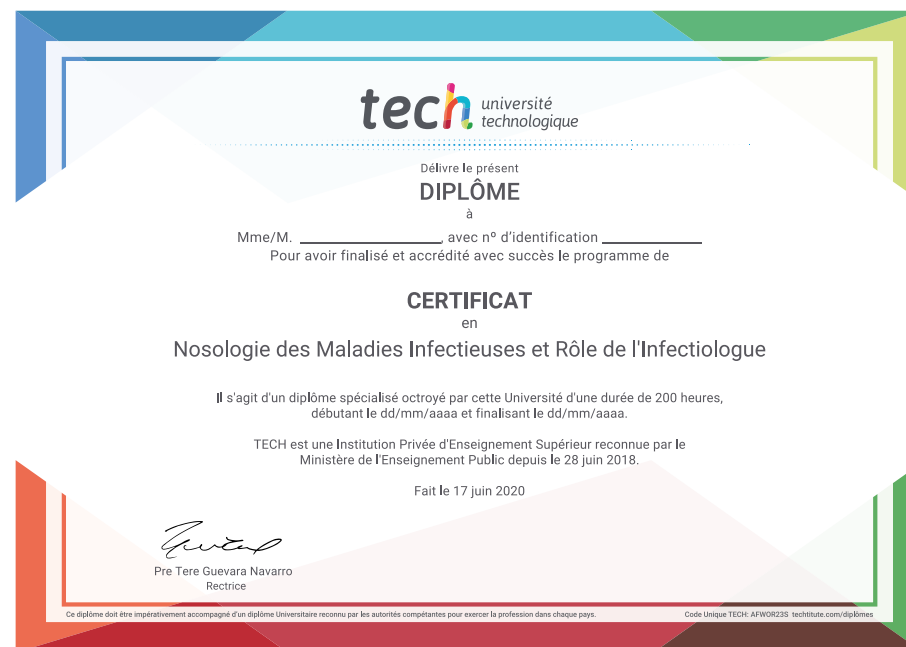 tech université
technologique
Délivre le présent
DIPLÔME
à
Mme/M. ____________________, avec nº d'identification ______________
Pour avoir finalisé et accrédité avec succès le programme de
CERTIFICAT
en
Nosologie des Maladies Infectieuses et Rôle de l'Infectiologue
Il s'agit d'un diplôme spécialisé octroyé par cette Université d'une durée de 200 heures,
débutant le dd/mm/aaaa et finalisant le dd/mm/aaaa.
TECH est une Institution Privée d'Enseignement Supérieur reconnue par le
Ministère de l'Enseignement Public depuis le 28 juin 2018.
Fait le 17 juin 2020
Pre Tere Guevara Navarro
Rectrice
Ce diplôme doit être impérativement accompagné d'un diplôme Universitaire reconnu par les autorités compétantes pour exercer la profession dans chaque pays. Code Unique TECH: AFWOR23S techtitute.com/diplômes